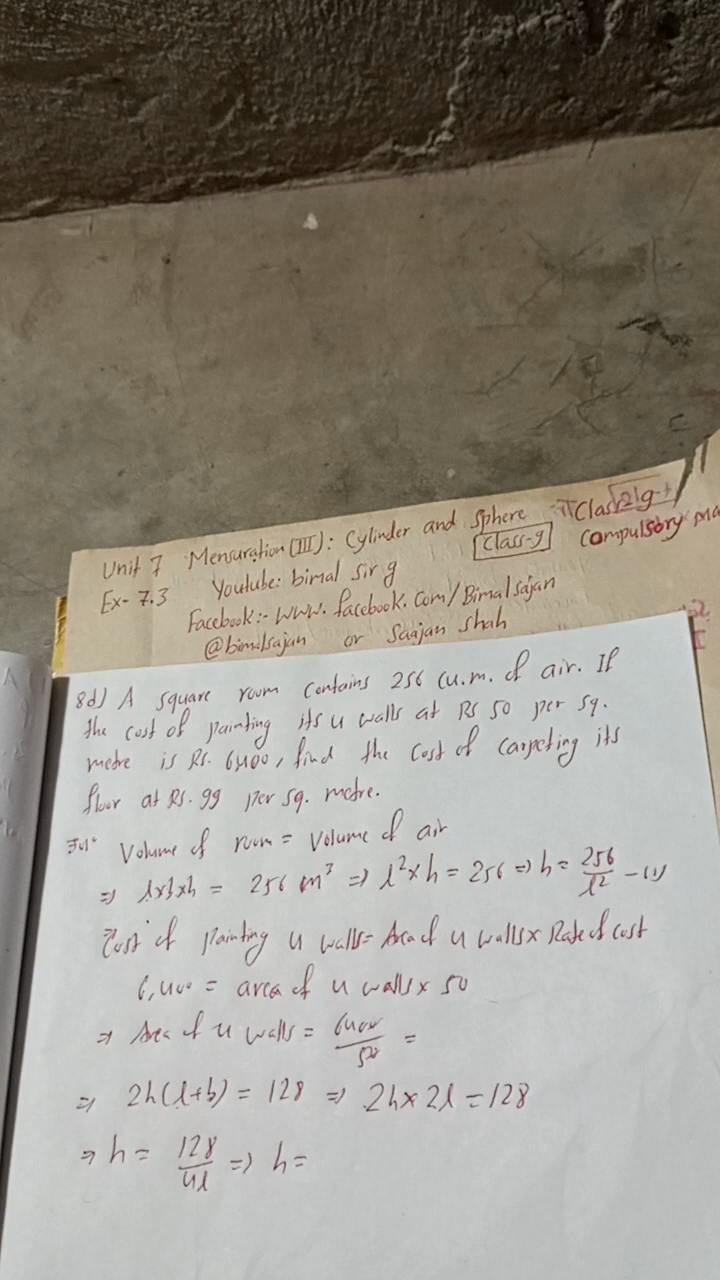 Unit 7 Mensuration (III): Cylinder and Sphere
Class-9 Compulsory
Ex- 7.3 Youtube: bimal sir g
Facebook:- www.facebook.com/Bimalsajan
@bimalsajan or Saajan Shah
8d) A square room contains 256 cu.m. of air. If
the cost of painting its 4 walls at Rs 50 per sq.
metre is Rs. 6400, find the cost of carpeting its
floor at Rs. 99 per sq. metre.
Volume of room = Volume of air
⇒ l×b×h = 256 m³ ⇒ l²×h = 256 ⇒ h = 256/l² - (1)
Cost of painting 4 walls = Area of 4 walls × Rate of cost
6,400 = area of 4 walls × 50
⇒ Area of 4 walls = 6400/50 =
⇒ 2h(l+b) = 128 ⇒ 2h×2l = 128
⇒ h = 128/4l ⇒ h =